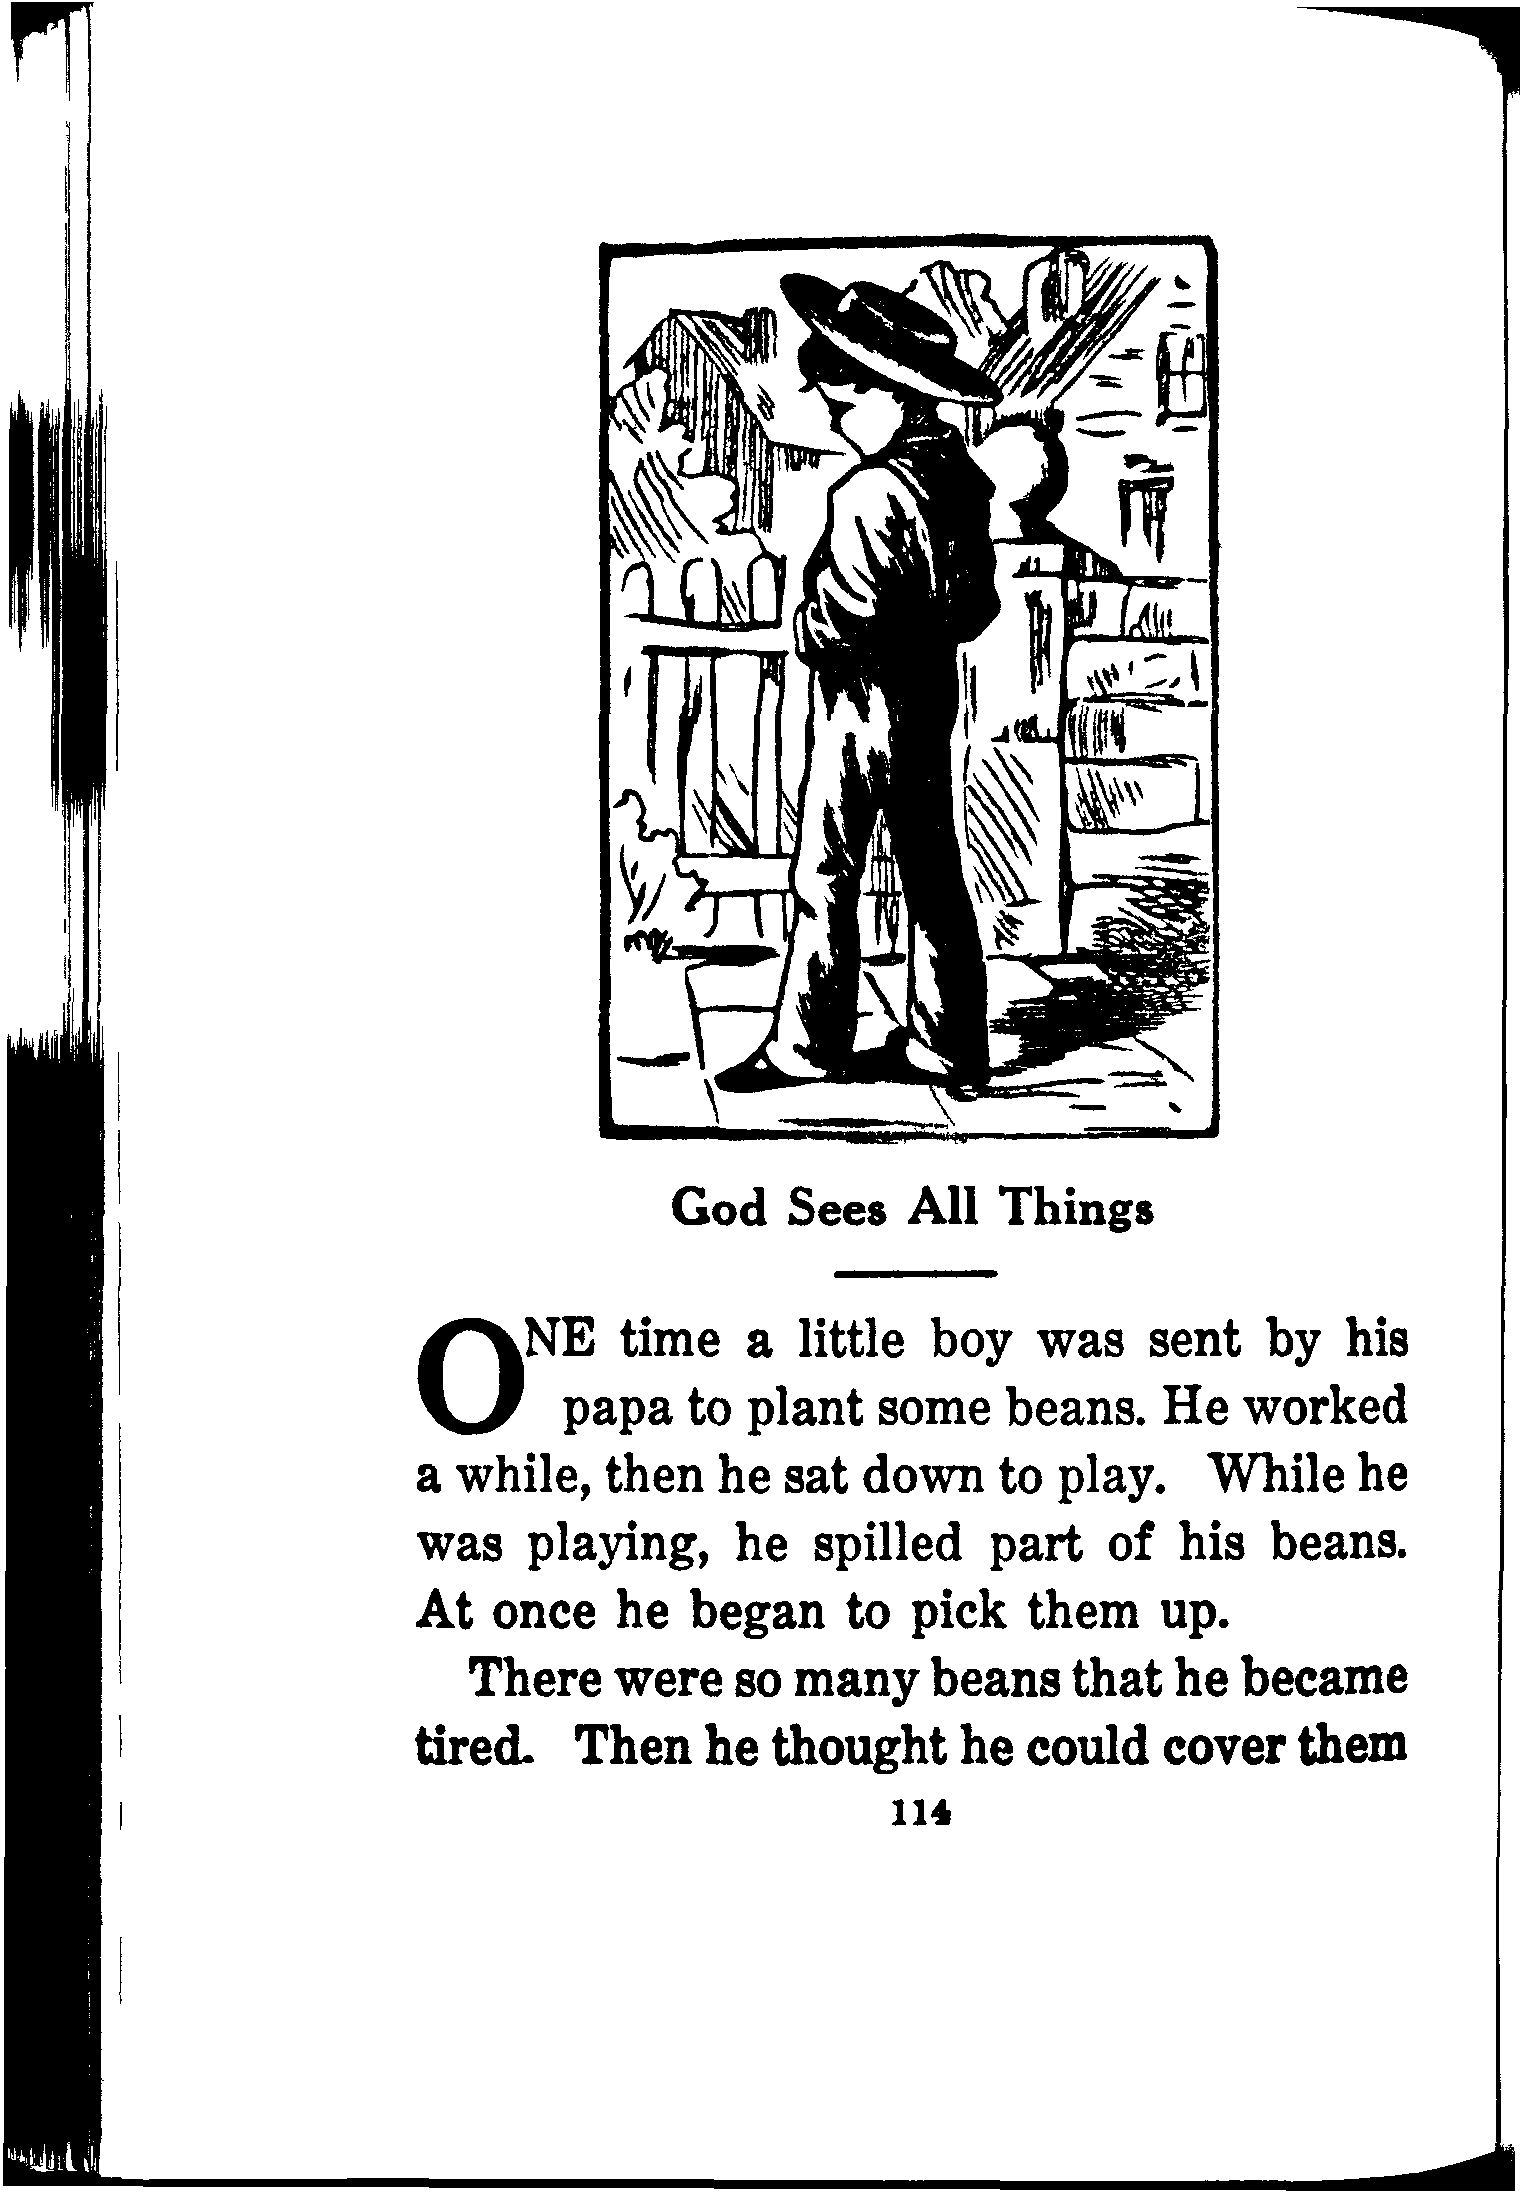 God Sees All Things
ONE time a little boy was sent by his
papa to plant some beans. He worked
a while, then he sat down to play. While he
was playing, he spilled part of his beans.
At once he began to pick them up.
There were so many beans that he became
tired. Then he thought he could cover them
114